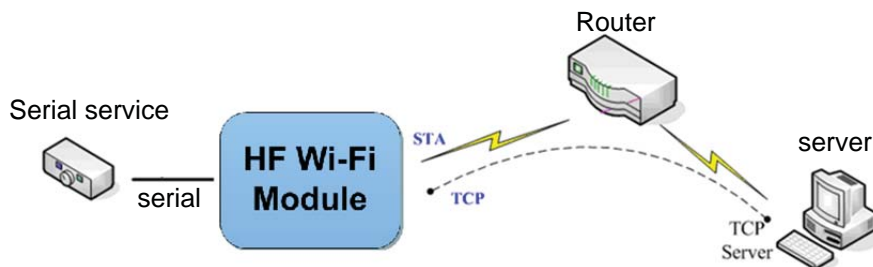 Router
Serial service
server
STA
HF Wi-Fi
Module
serial
TCP
TCP
Server